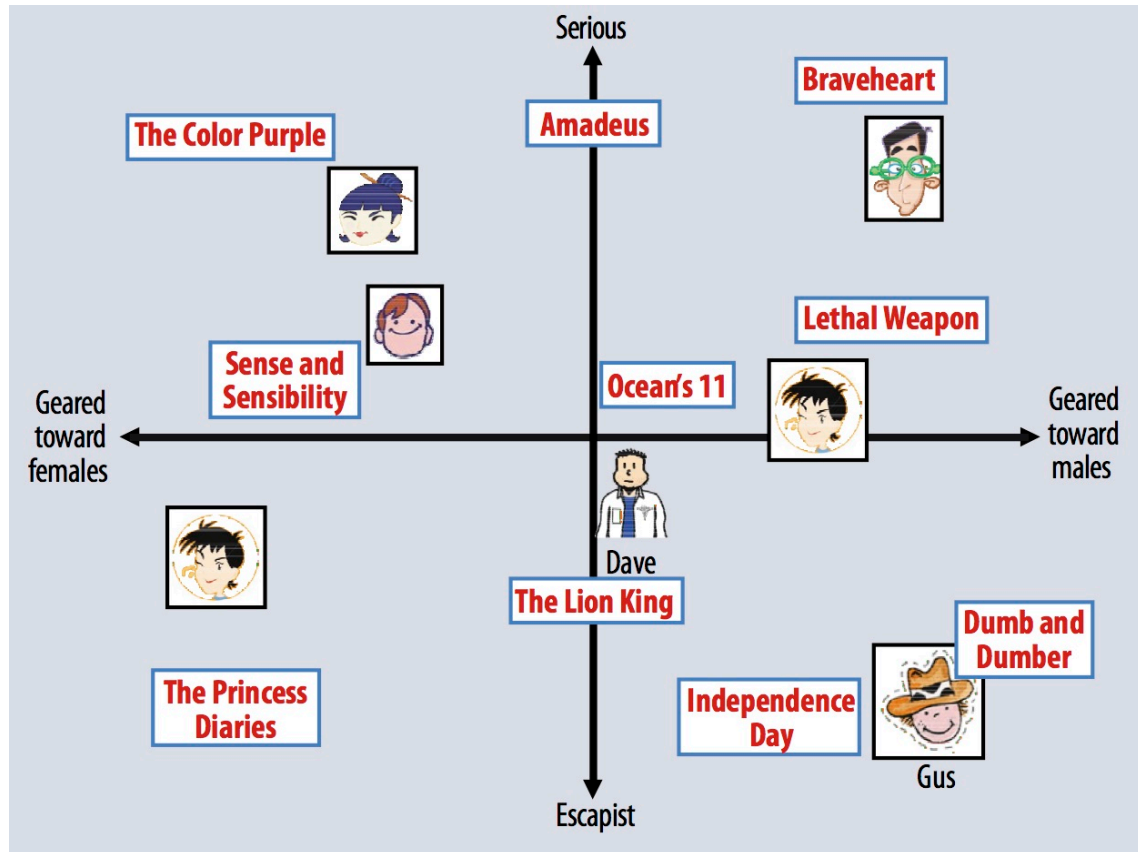 Serious
Braveheart
The Color Purple
Amadeus
Lethal Weapon
Sense and
Sensibility
Ocean's 11
Geared
toward
females
Geared
toward
males
Dave
The Lion King
Dumb and
Dumber
The Princess
Diaries
Independence
Day
Gus
Escapist